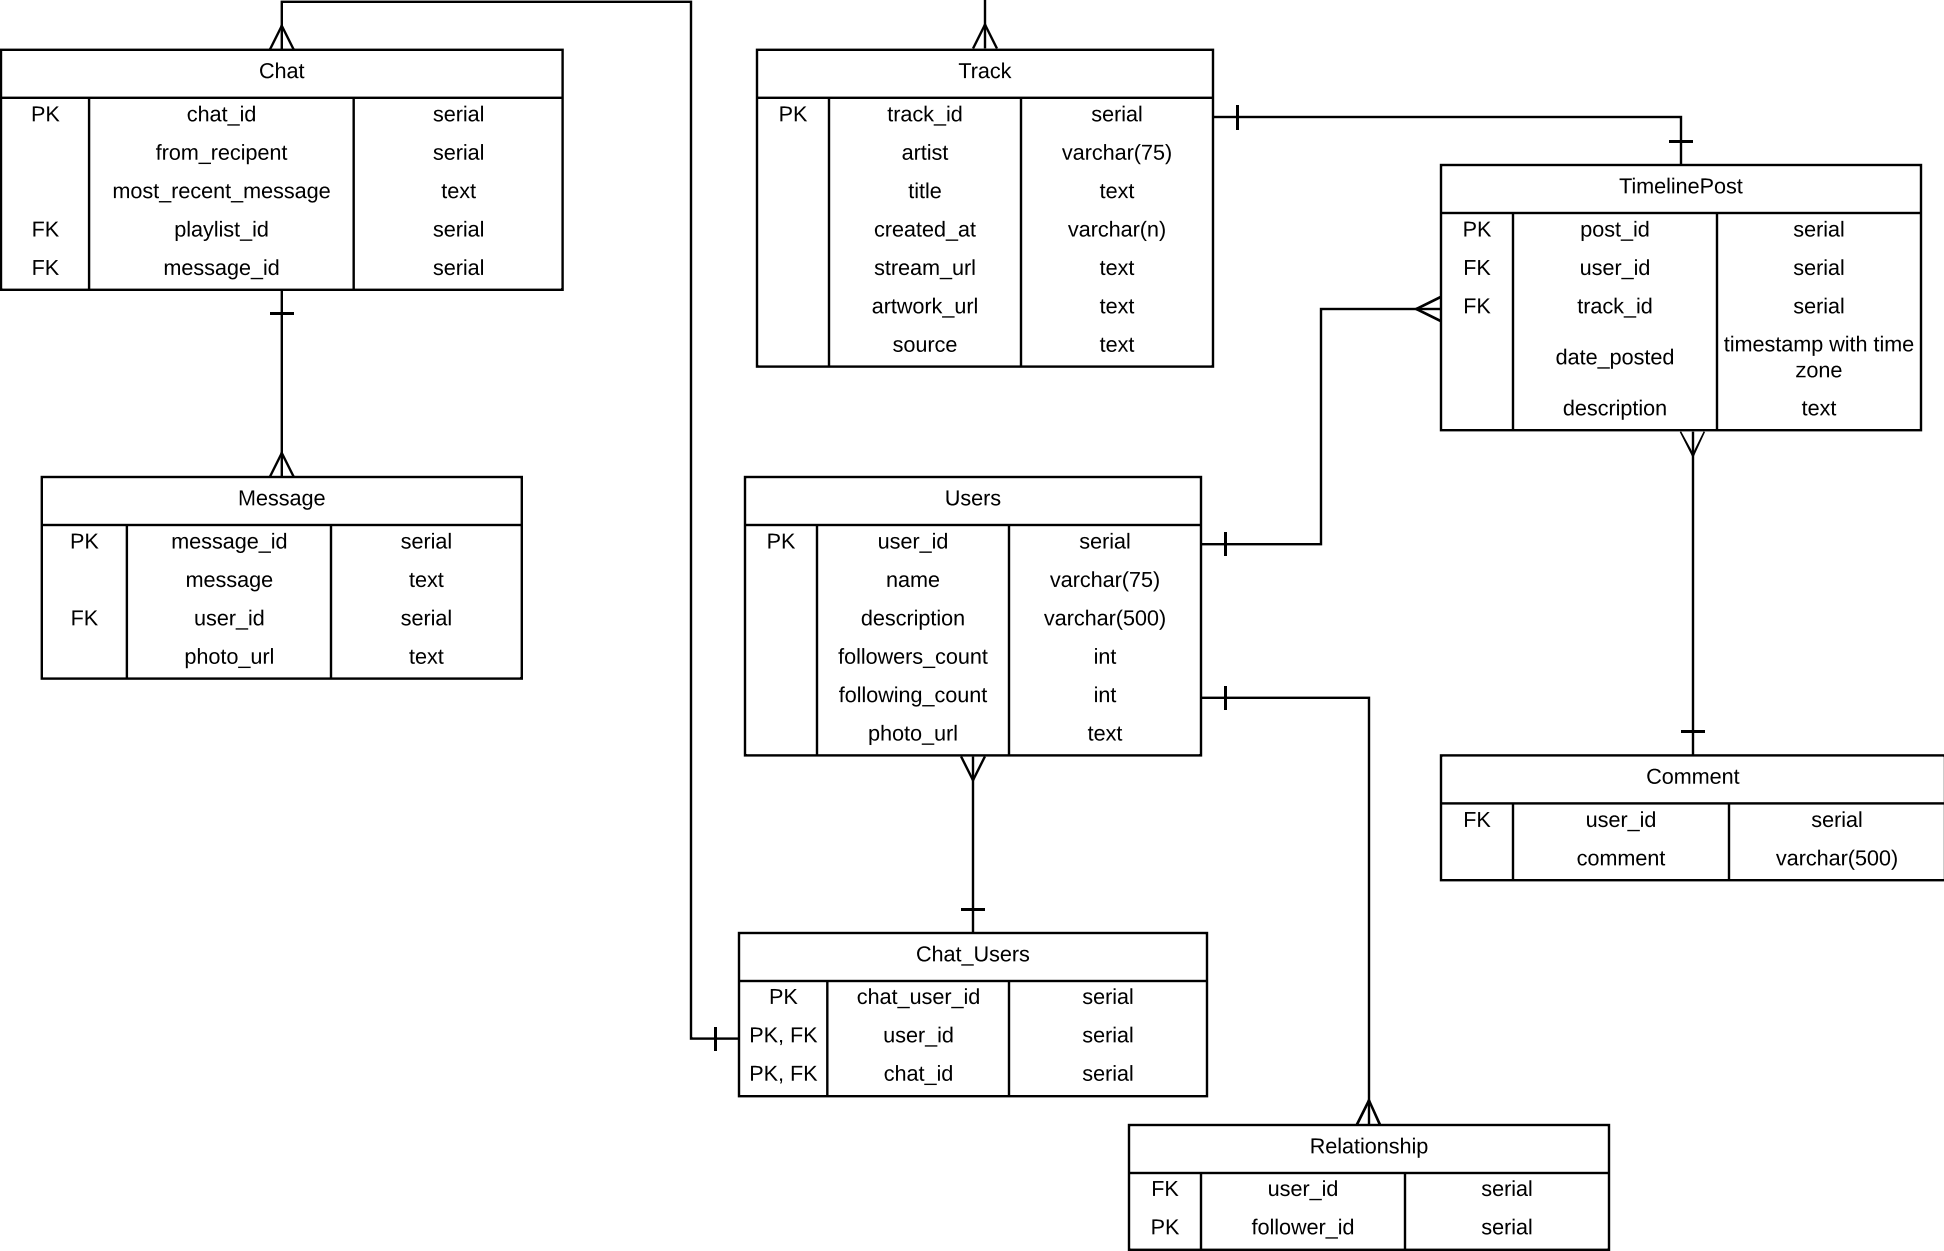 Chat
PK chat_id serial
from_recipent serial
most_recent_message text
FK playlist_id serial
FK message_id serial
Track
PK track_id serial
artist varchar(75)
title text
created_at varchar(n)
stream_url text
artwork_url text
source text
TimelinePost
PK post_id serial
FK user_id serial
FK track_id serial
date_posted timestamp with time
zone
description text
Message
PK message_id serial
message text
FK user_id serial
photo_url text
Users
PK user_id serial
name varchar(75)
description varchar(500)
followers_count int
following_count int
photo_url text
Comment
FK user_id serial
comment varchar(500)
Chat_Users
PK chat_user_id serial
PK, FK user_id serial
PK, FK chat_id serial
Relationship
FK user_id serial
PK follower_id serial